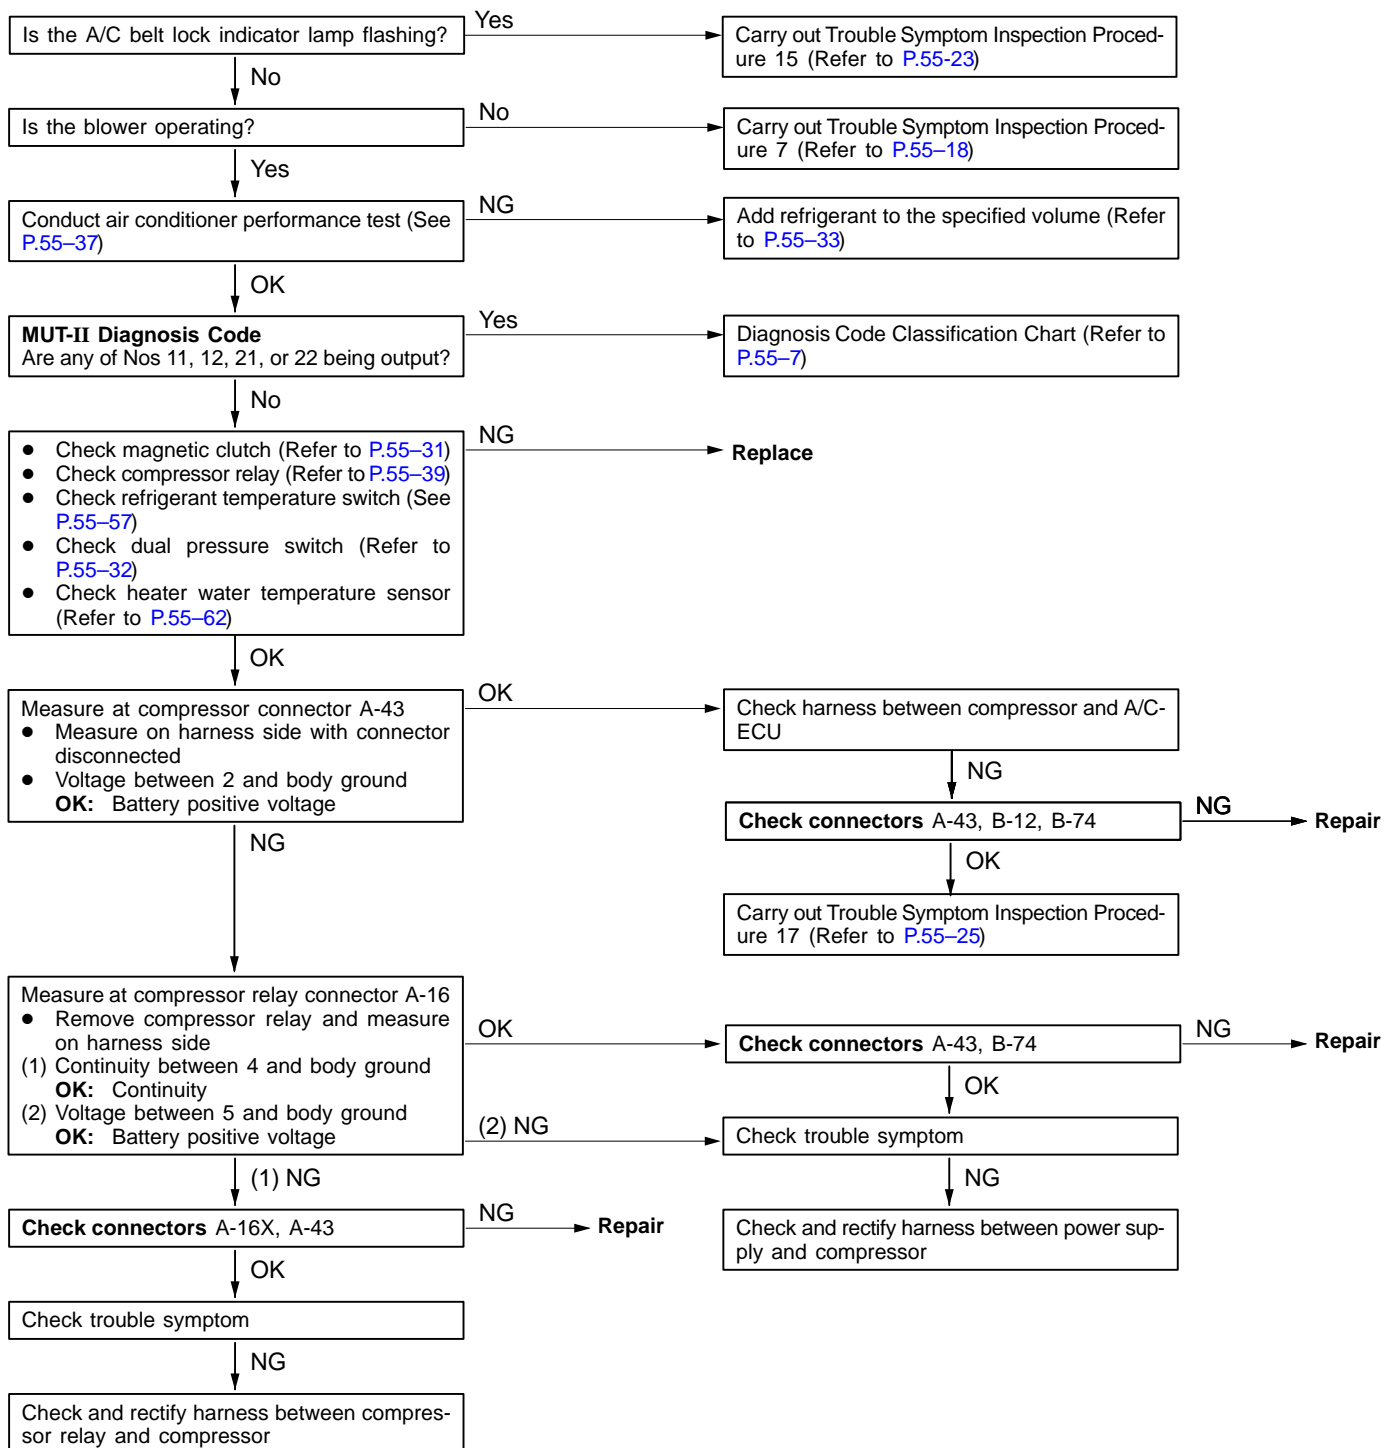 Is the A/C belt lock indicator lamp flashing?
Yes
Carry out Trouble Symptom Inspection Proced-
ure 15 (Refer to P.55-23)
No
Is the blower operating?
No
Carry out Trouble Symptom Inspection Proced-
ure 7 (Refer to P.55–18)
Yes
Conduct air conditioner performance test (See
P.55–37)
NG
Add refrigerant to the specified volume (Refer
to P.55–33)
OK
MUT-II Diagnosis Code
Are any of Nos 11, 12, 21, or 22 being output?
Yes
Diagnosis Code Classification Chart (Refer to
P.55–7)
No
● Check magnetic clutch (Refer to P.55–31)
● Check compressor relay (Refer to P.55–39)
● Check refrigerant temperature switch (See
P.55–57)
● Check dual pressure switch (Refer to
P.55–32)
● Check heater water temperature sensor
(Refer to P.55–62)
NG
Replace
OK
Measure at compressor connector A-43
● Measure on harness side with connector
disconnected
● Voltage between 2 and body ground
OK: Battery positive voltage
OK
Check harness between compressor and A/C-
ECU
NG
Check connectors A-43, B-12, B-74
NG
Repair
OK
Carry out Trouble Symptom Inspection Proced-
ure 17 (Refer to P.55–25)
NG
Measure at compressor relay connector A-16
● Remove compressor relay and measure
on harness side
(1) Continuity between 4 and body ground
OK: Continuity
(2) Voltage between 5 and body ground
OK: Battery positive voltage
OK
Check connectors A-43, B-74
NG
Repair
OK
(2) NG
Check trouble symptom
NG
Check and rectify harness between power sup-
ply and compressor
(1) NG
Check connectors A-16X, A-43
NG
Repair
OK
Check trouble symptom
NG
Check and rectify harness between compres-
sor relay and compressor